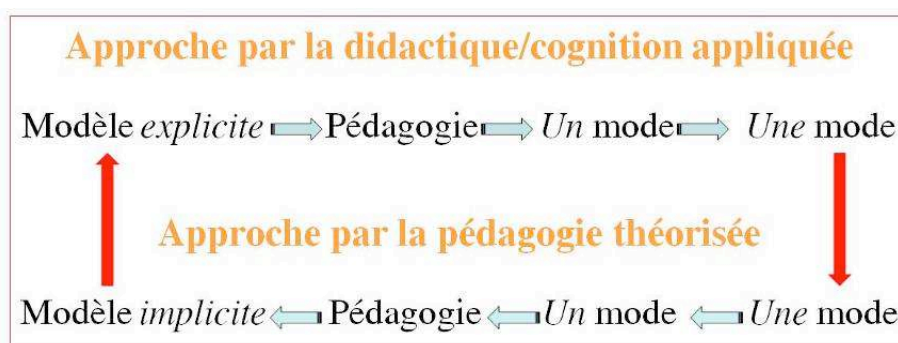 Approche par la didactique/cognition appliquée
Modèle explicite Pédagogie Un mode Une mode
Approche par la pédagogie théorisée
Modèle implicite Pédagogie Un mode Une mode